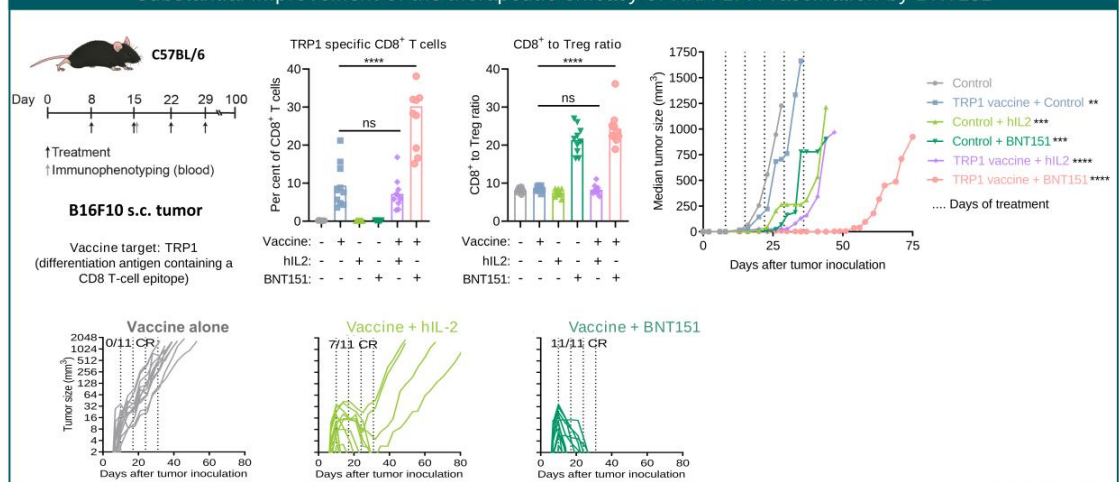 C57BL/6
Day 0 8 15 22 29 100
↑Treatment
↑Immunophenotyping (blood)
B16F10 s.c. tumor
Vaccine target: TRP1
(differentiation antigen containing a
CD8 T-cell epitope)
TRP1 specific CD8+ T cells
Per cent of CD8+ T cells
40
30
20
10
0
****
ns
Vaccine: - + - - + +
hIL2: - - + - + -
BNT151: - - - + - +
CD8+ to Treg ratio
CD8+ to Treg ratio
40
30
20
10
0
****
ns
Vaccine: - + - - + +
hIL2: - - + - + -
BNT151: - - - + - +
Median tumor size (mm3)
1750
1500
1250
1000
750
500
250
0
0 25 50 75
Days after tumor inoculation
Control
TRP1 vaccine + Control **
Control + hIL2 ***
Control + BNT151 ***
TRP1 vaccine + hIL2 ****
TRP1 vaccine + BNT151 ****
.... Days of treatment
Vaccine alone
0/11 CR
Tumor size (mm3)
2048
1024
512
256
128
64
32
16
8
4
2
0 20 40 60 80
Days after tumor inoculation
Vaccine + hIL-2
7/11 CR
0 20 40 60 80
Days after tumor inoculation
Vaccine + BNT151
11/11 CR
0 20 40 60 80
Days after tumor inoculation